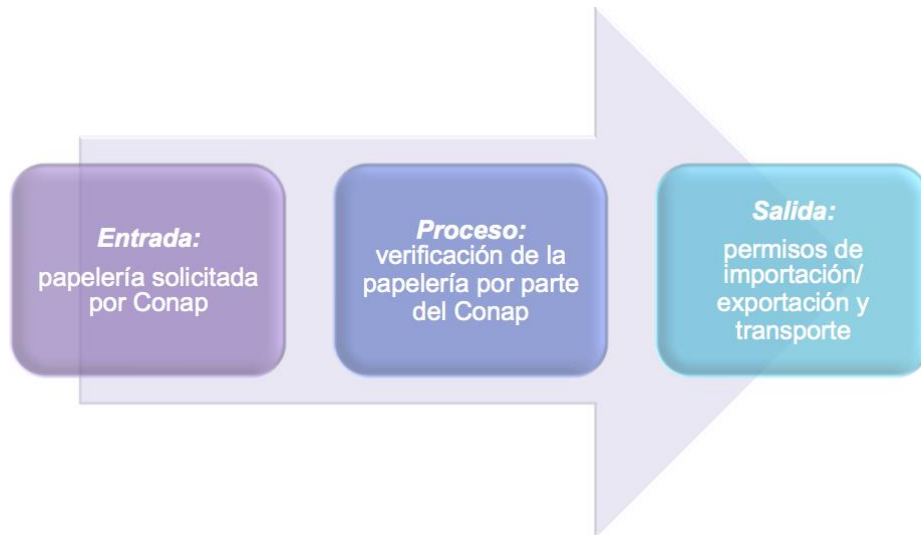 Entrada:
papelería solicitada
por Conap
Proceso:
verificación de la
papelería por parte
del Conap
Salida:
permisos de
importación/
exportación y
transporte